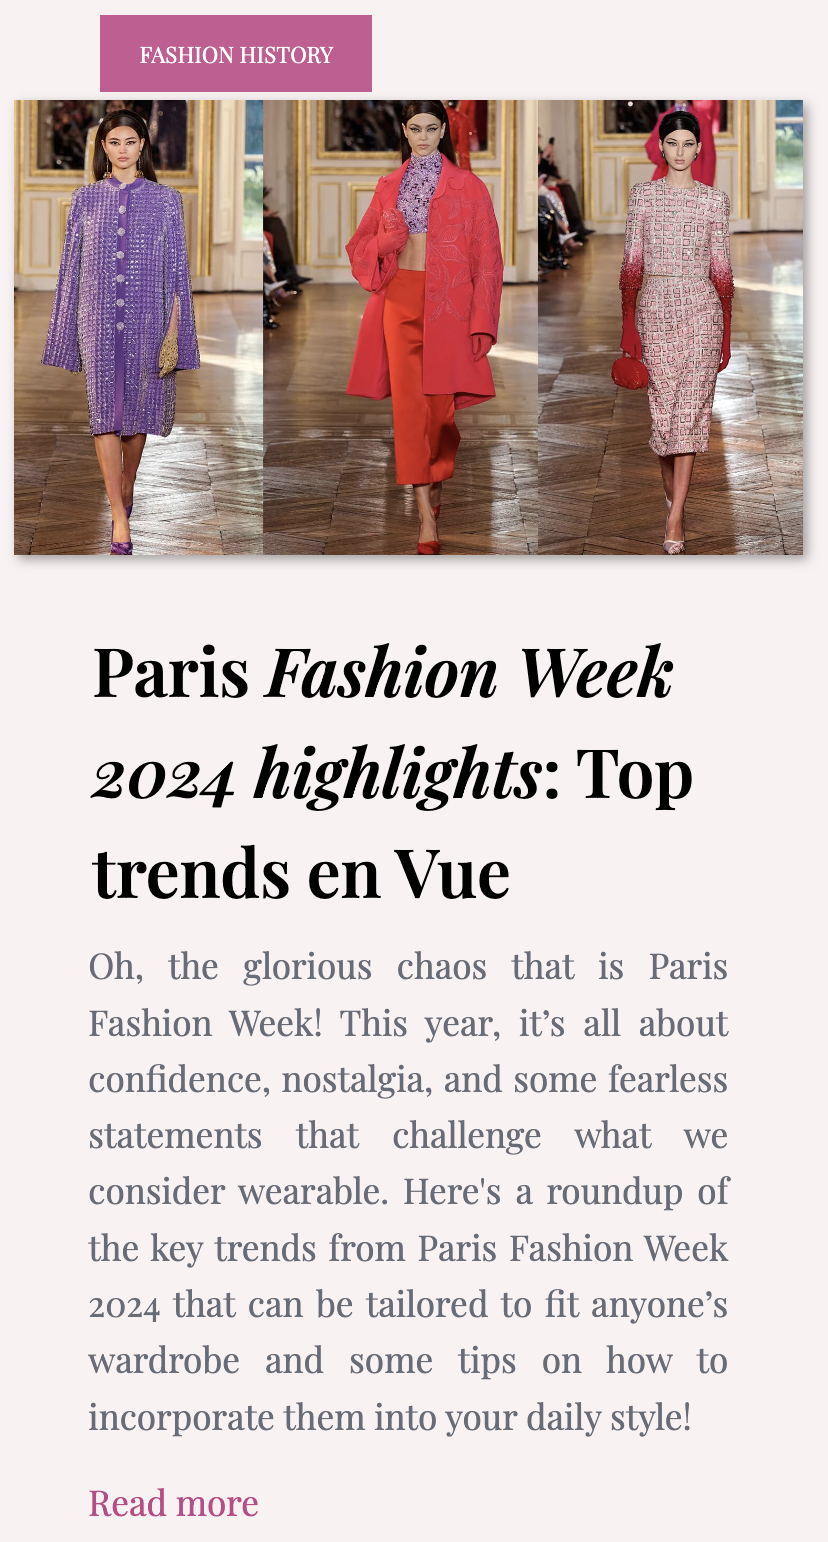 FASHION HISTORY
Paris Fashion Week
2024 highlights: Top
trends en Vue
Oh, the glorious chaos that is Paris
Fashion Week! This year, it’s all about
confidence, nostalgia, and some fearless
statements that challenge what we
consider wearable. Here's a roundup of
the key trends from Paris Fashion Week
2024 that can be tailored to fit anyone’s
wardrobe and some tips on how to
incorporate them into your daily style!
Read more